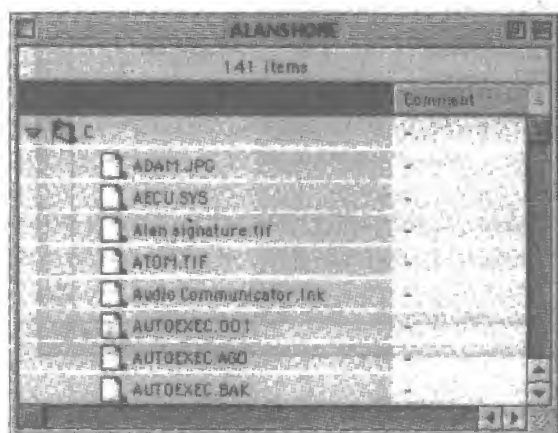 ALANSHOME
141 items
Comment
C
ADAM.JPG -
AECU.SYS -
Alan signature.tif -
ATOM.TIF -
Audio Communicator.lnk -
AUTOEXEC.001 -
AUTOEXEC.AGO -
AUTOEXEC.BAK -